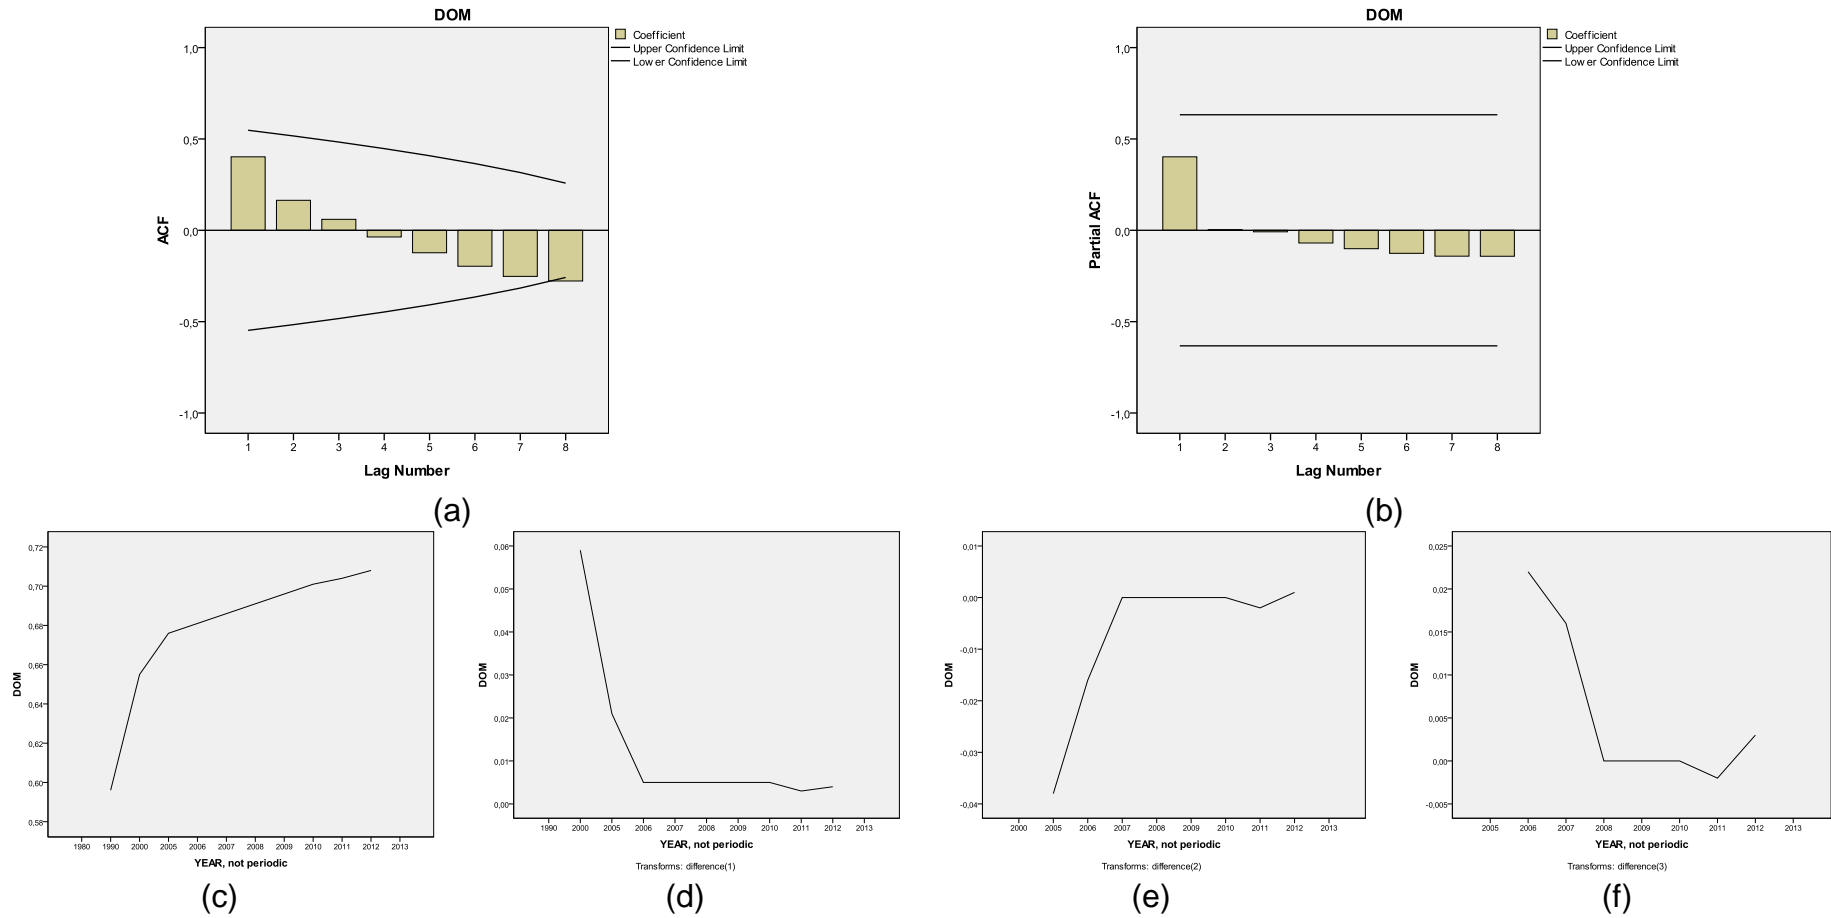 DOM
Coefficient
Upper Confidence Limit
Lower Confidence Limit
1,0
0,5
0,0
-0,5
-1,0
ACF
1 2 3 4 5 6 7 8
Lag Number
(a)
DOM
Coefficient
Upper Confidence Limit
Lower Confidence Limit
1,0
0,5
0,0
-0,5
-1,0
Partial ACF
1 2 3 4 5 6 7 8
Lag Number
(b)
0,72
0,70
0,68
0,66
0,64
0,62
0,60
0,58
DOM
1980 1990 2000 2005 2006 2007 2008 2009 2010 2011 2012 2013
YEAR, not periodic
(c)
0,06
0,05
0,04
0,03
0,02
0,01
0,00
DOM
1990 2000 2005 2006 2007 2008 2009 2010 2011 2012 2013
YEAR, not periodic
Transforms: difference(1)
(d)
0,01
0,00
-0,01
-0,02
-0,03
-0,04
DOM
2000 2005 2006 2007 2008 2009 2010 2011 2012 2013
YEAR, not periodic
Transforms: difference(2)
(e)
0,025
0,02
0,015
0,01
0,005
0,00
-0,005
DOM
2005 2006 2007 2008 2009 2010 2011 2012 2013
YEAR, not periodic
Transforms: difference(3)
(f)